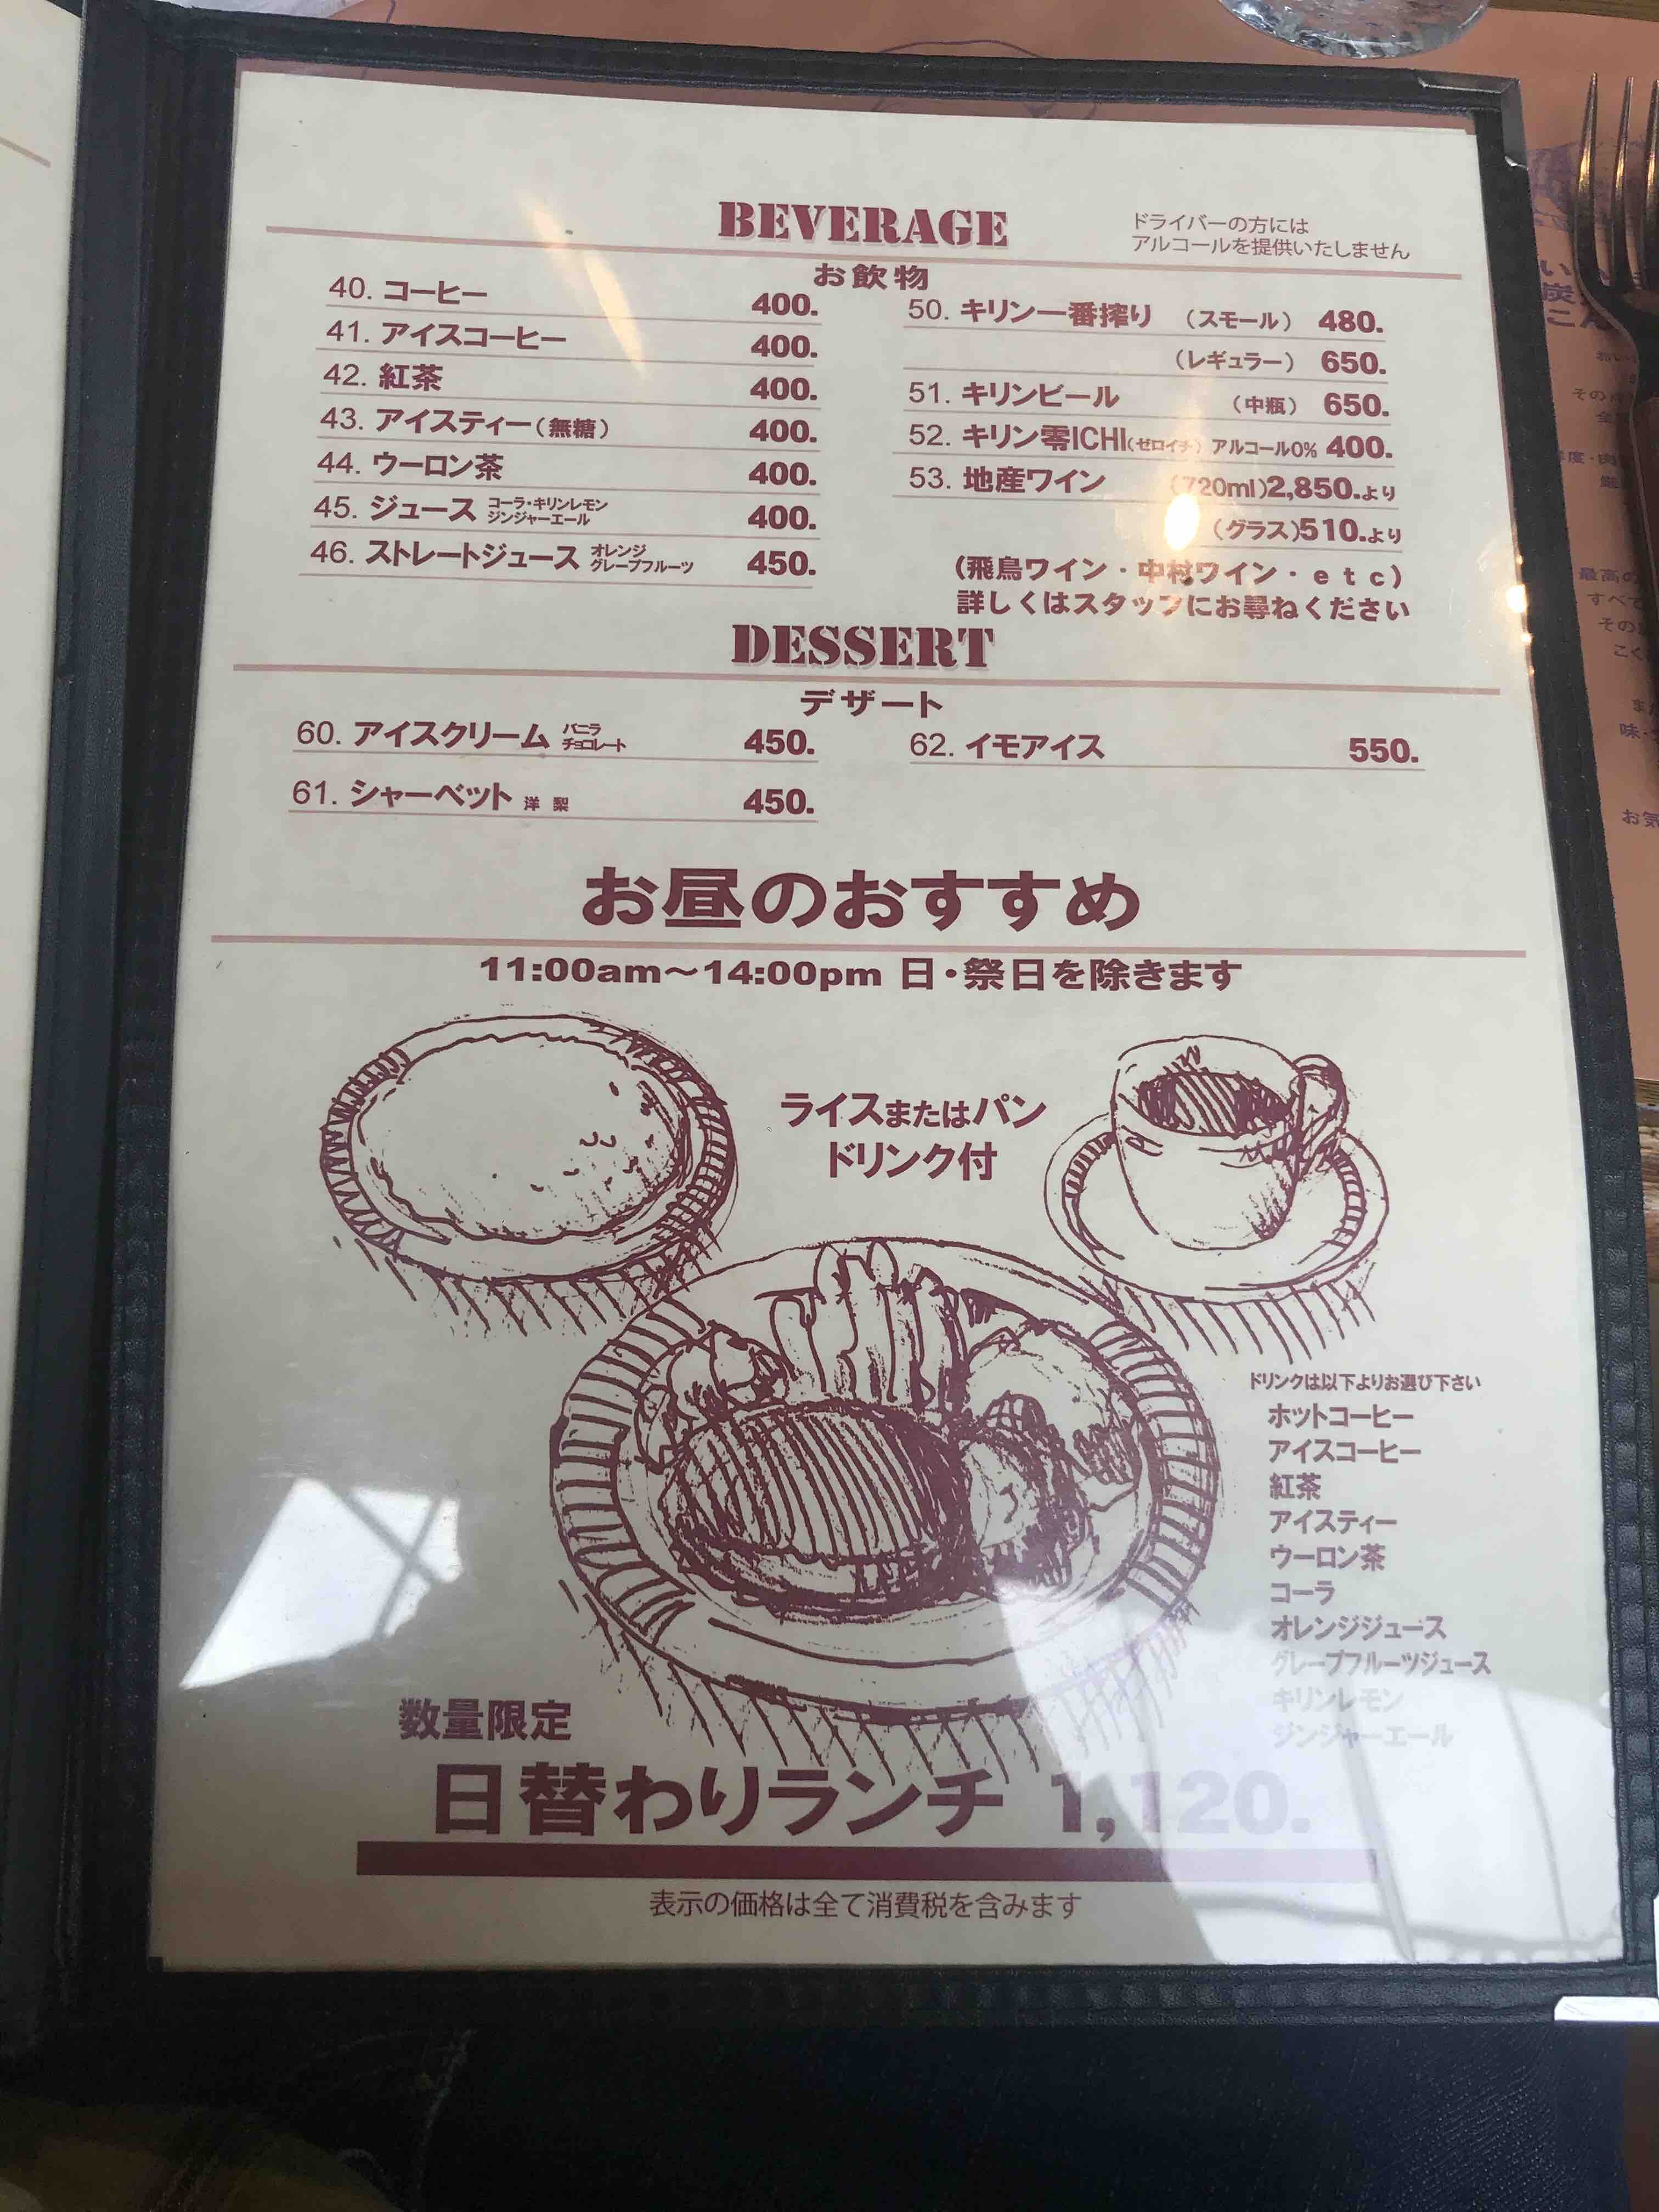 BEVERAGE
ドライバーの方には
アルコールを提供いたしません
お飲物
40. コーヒー 400.
41. アイスコーヒー 400.
42. 紅茶 400.
43. アイスティー(無糖) 400.
44. ウーロン茶 400.
45. ジュース コーラ・キリンレモン ジンジャーエール 400.
46. ストレートジュース オレンジ グレープフルーツ 450.
50. キリン一番搾り (スモール) 480.
(レギュラー) 650.
51. キリンビール (中瓶) 650.
52. キリン零ICHI(ゼロイチ) アルコール0% 400.
53. 地産ワイン (720ml)2,850.より
(グラス)510.より
(飛鳥ワイン・中村ワイン・etc)
詳しくはスタッフにお尋ねください
DESSERT
デザート
60. アイスクリーム バニラ チョコレート 450.
61. シャーベット 洋梨 450.
62. イモアイス 550.
お昼のおすすめ
11:00am〜14:00pm 日・祭日を除きます
ライスまたはパン
ドリンク付
ドリンクは以下よりお選び下さい
ホットコーヒー
アイスコーヒー
紅茶
アイスティー
ウーロン茶
コーラ
オレンジジュース
グレープフルーツジュース
キリンレモン
ジンジャーエール
数量限定
日替わりランチ 1,120.
表示の価格は全て消費税を含みます